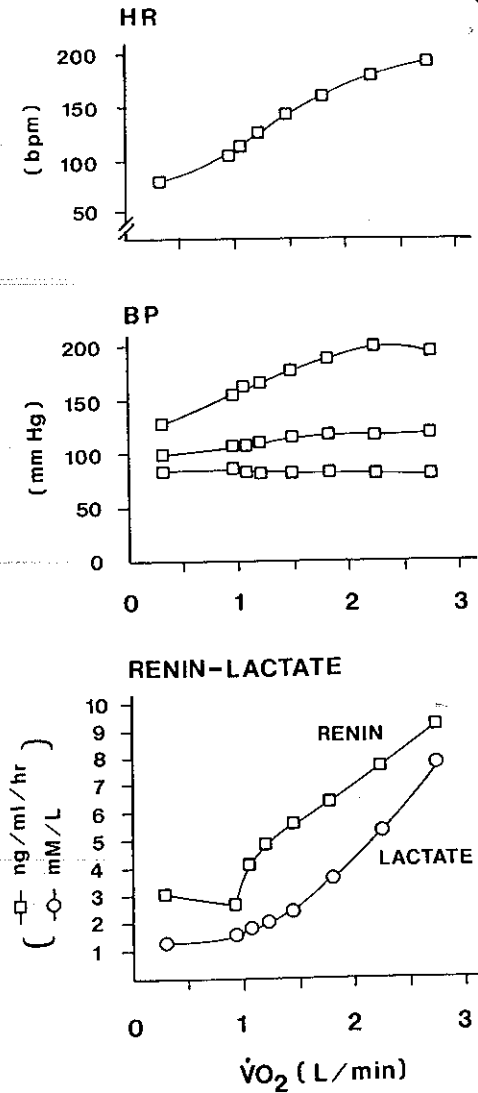 HR
200
150
100
50
(bpm)
BP
200
150
100
50
0
(mm Hg)
0 1 2 3
RENIN-LACTATE
10
9
8
7
6
5
4
3
2
1
(□ ng/ml/hr
○ mM/L)
RENIN
LACTATE
0 1 2 3
V̇O₂ (L/min)